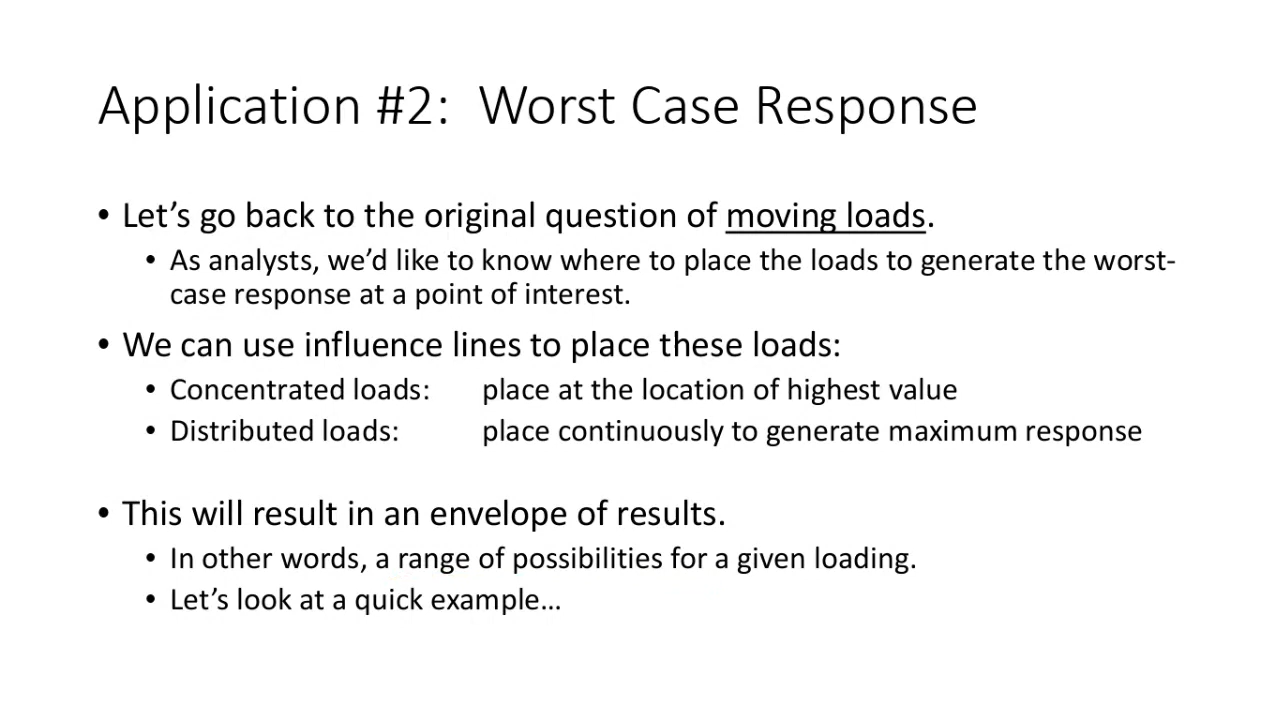 Application #2:  Worst Case Response
• Let’s go back to the original question of moving loads.
• As analysts, we’d like to know where to place the loads to generate the worst-
case response at a point of interest.
• We can use influence lines to place these loads:
• Concentrated loads: place at the location of highest value
• Distributed loads: place continuously to generate maximum response
• This will result in an envelope of results.
• In other words, a range of possibilities for a given loading.
• Let’s look at a quick example…